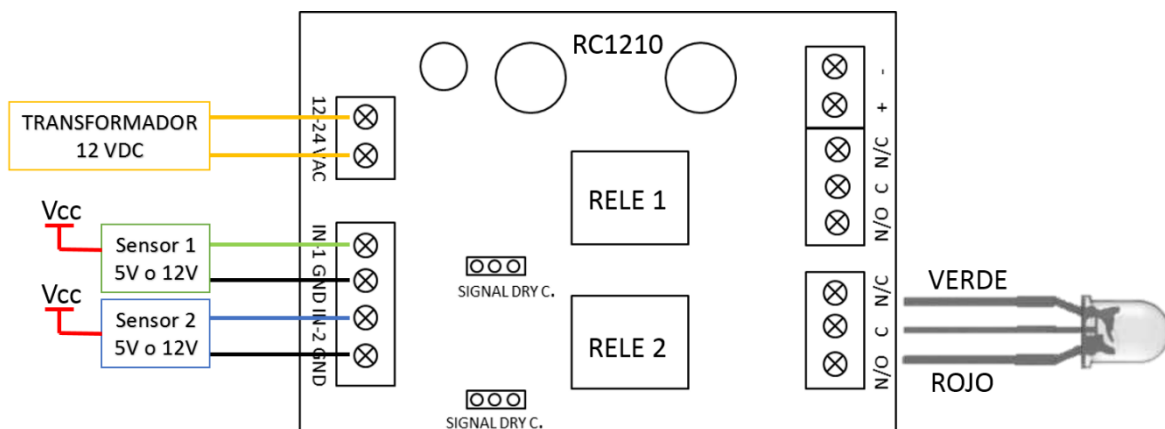 RC1210
TRANSFORMADOR
12 VDC
12-24 VAC
Vcc
Sensor 1
5V o 12V
Vcc
Sensor 2
5V o 12V
IN-1 GND IN-2 GND
SIGNAL DRY C.
SIGNAL DRY C.
RELE 1
RELE 2
-
+
N/C
C
N/O
N/C
C
N/O
VERDE
ROJO